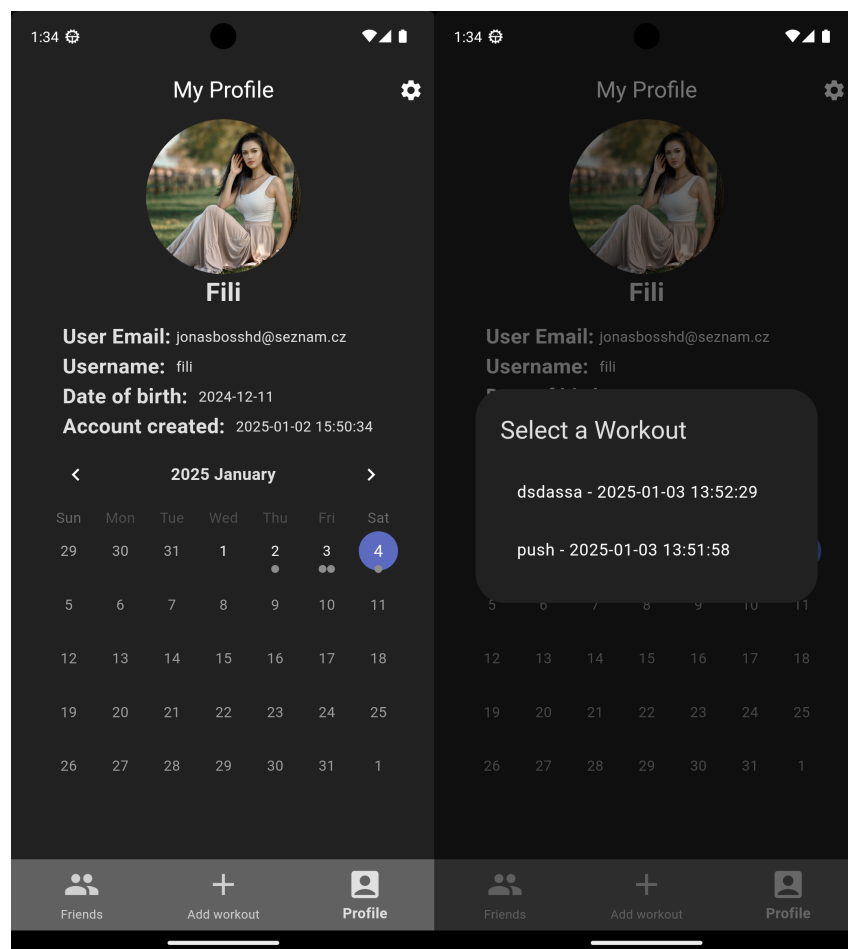 1:34
My Profile
Fili
User Email: jonasbosshd@seznam.cz
Username: fili
Date of birth: 2024-12-11
Account created: 2025-01-02 15:50:34
2025 January
Sun Mon Tue Wed Thu Fri Sat
29 30 31 1 2 3 4
5 6 7 8 9 10 11
12 13 14 15 16 17 18
19 20 21 22 23 24 25
26 27 28 29 30 31 1
Friends Add workout Profile
1:34
My Profile
Fili
User Email: jonasbosshd@seznam.cz
Username: fili
Select a Workout
dsdassa - 2025-01-03 13:52:29
push - 2025-01-03 13:51:58
5 6 7 8 9 10 11
12 13 14 15 16 17 18
19 20 21 22 23 24 25
26 27 28 29 30 31 1
Friends Add workout Profile